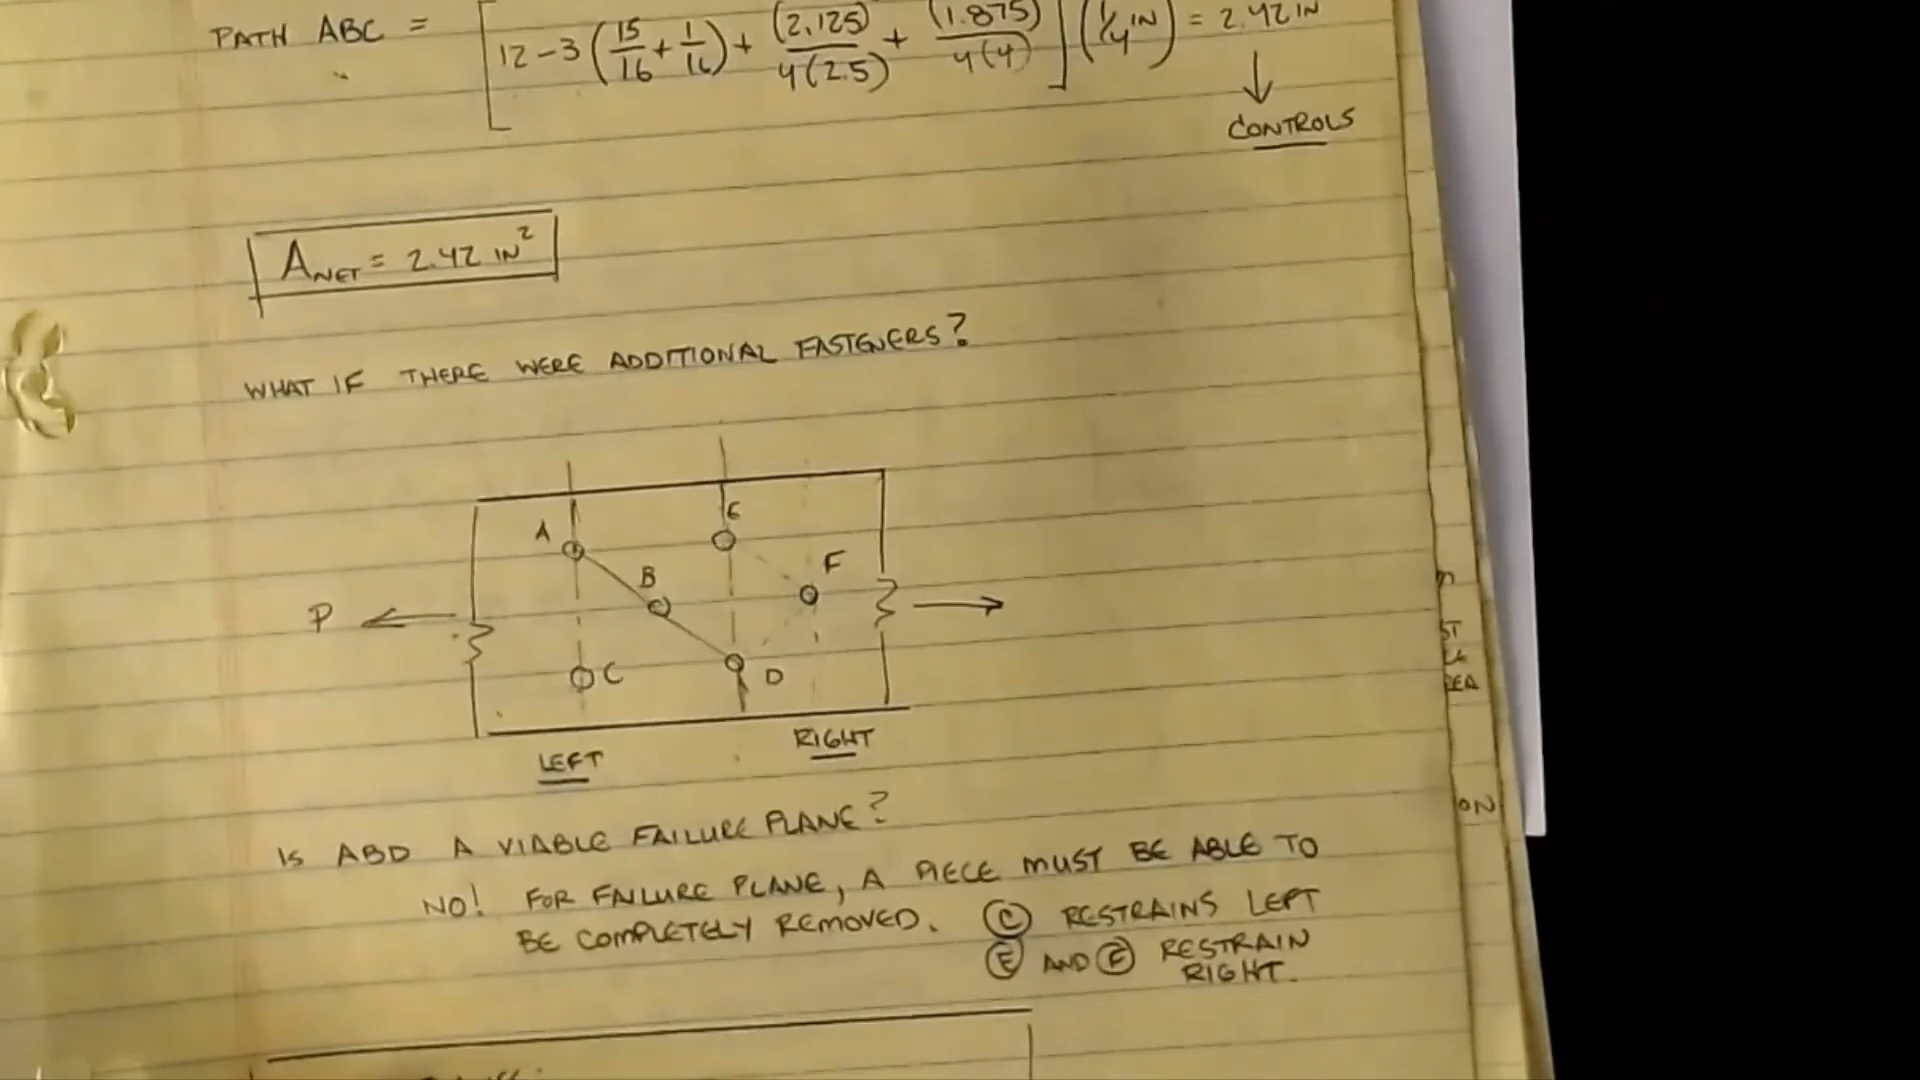 PATH ABC = [12-3(15/16+1/16)+(2.125)/4(2.5)+(1.875)/4(4)](1/4 IN) = 2.42 IN
CONTROLS
ANET = 2.42 IN²
WHAT IF THERE WERE ADDITIONAL FASTENERS?
A
E
B
F
P
C
D
LEFT
RIGHT
IS ABD A VIABLE FAILURE PLANE?
NO! FOR FAILURE PLANE, A PIECE MUST BE ABLE TO
BE COMPLETELY REMOVED. C RESTRAINS LEFT
E AND F RESTRAIN
RIGHT.
ST
ON